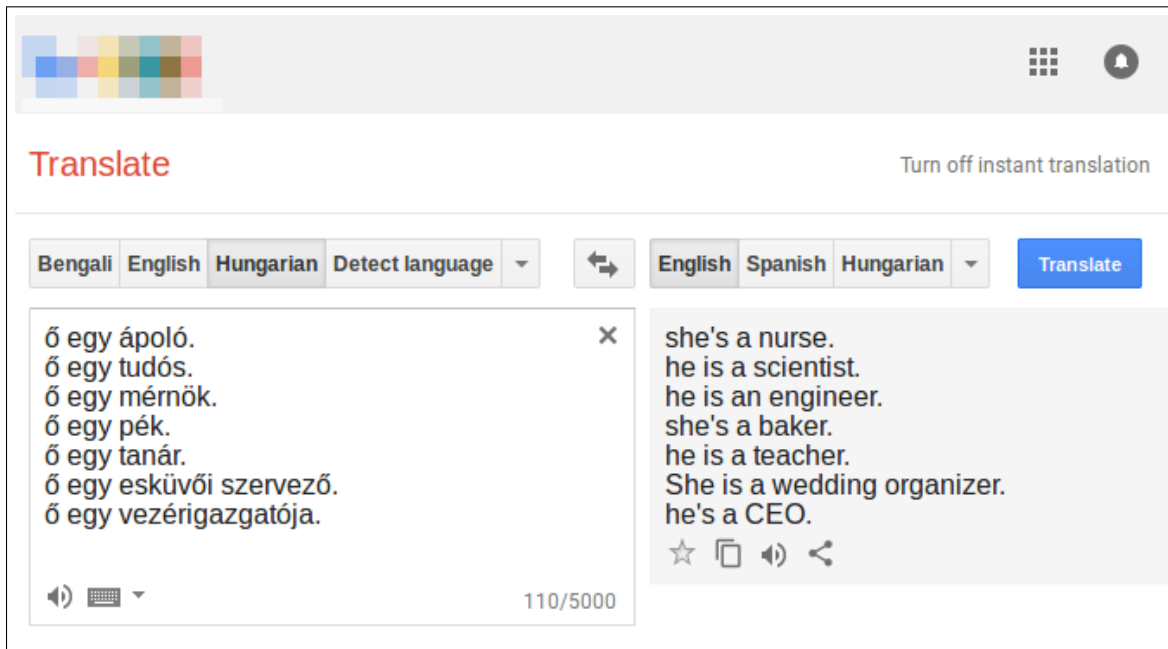 Translate
Turn off instant translation
Bengali English Hungarian Detect language
English Spanish Hungarian
Translate
ő egy ápoló.
ő egy tudós.
ő egy mérnök.
ő egy pék.
ő egy tanár.
ő egy esküvői szervező.
ő egy vezérigazgatója.
110/5000
she's a nurse.
he is a scientist.
he is an engineer.
she's a baker.
he is a teacher.
She is a wedding organizer.
he's a CEO.